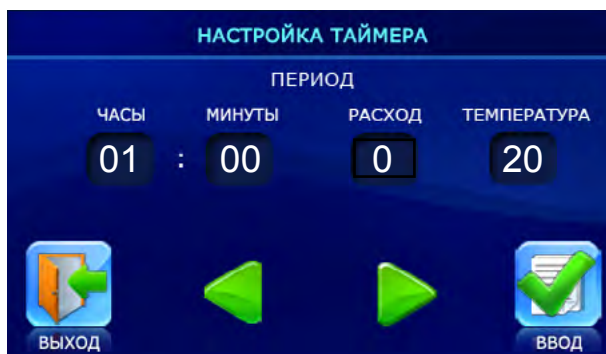 НАСТРОЙКА ТАЙМЕРА
ПЕРИОД
ЧАСЫ МИНУТЫ РАСХОД ТЕМПЕРАТУРА
01 : 00 0 20
ВЫХОД ВВОД